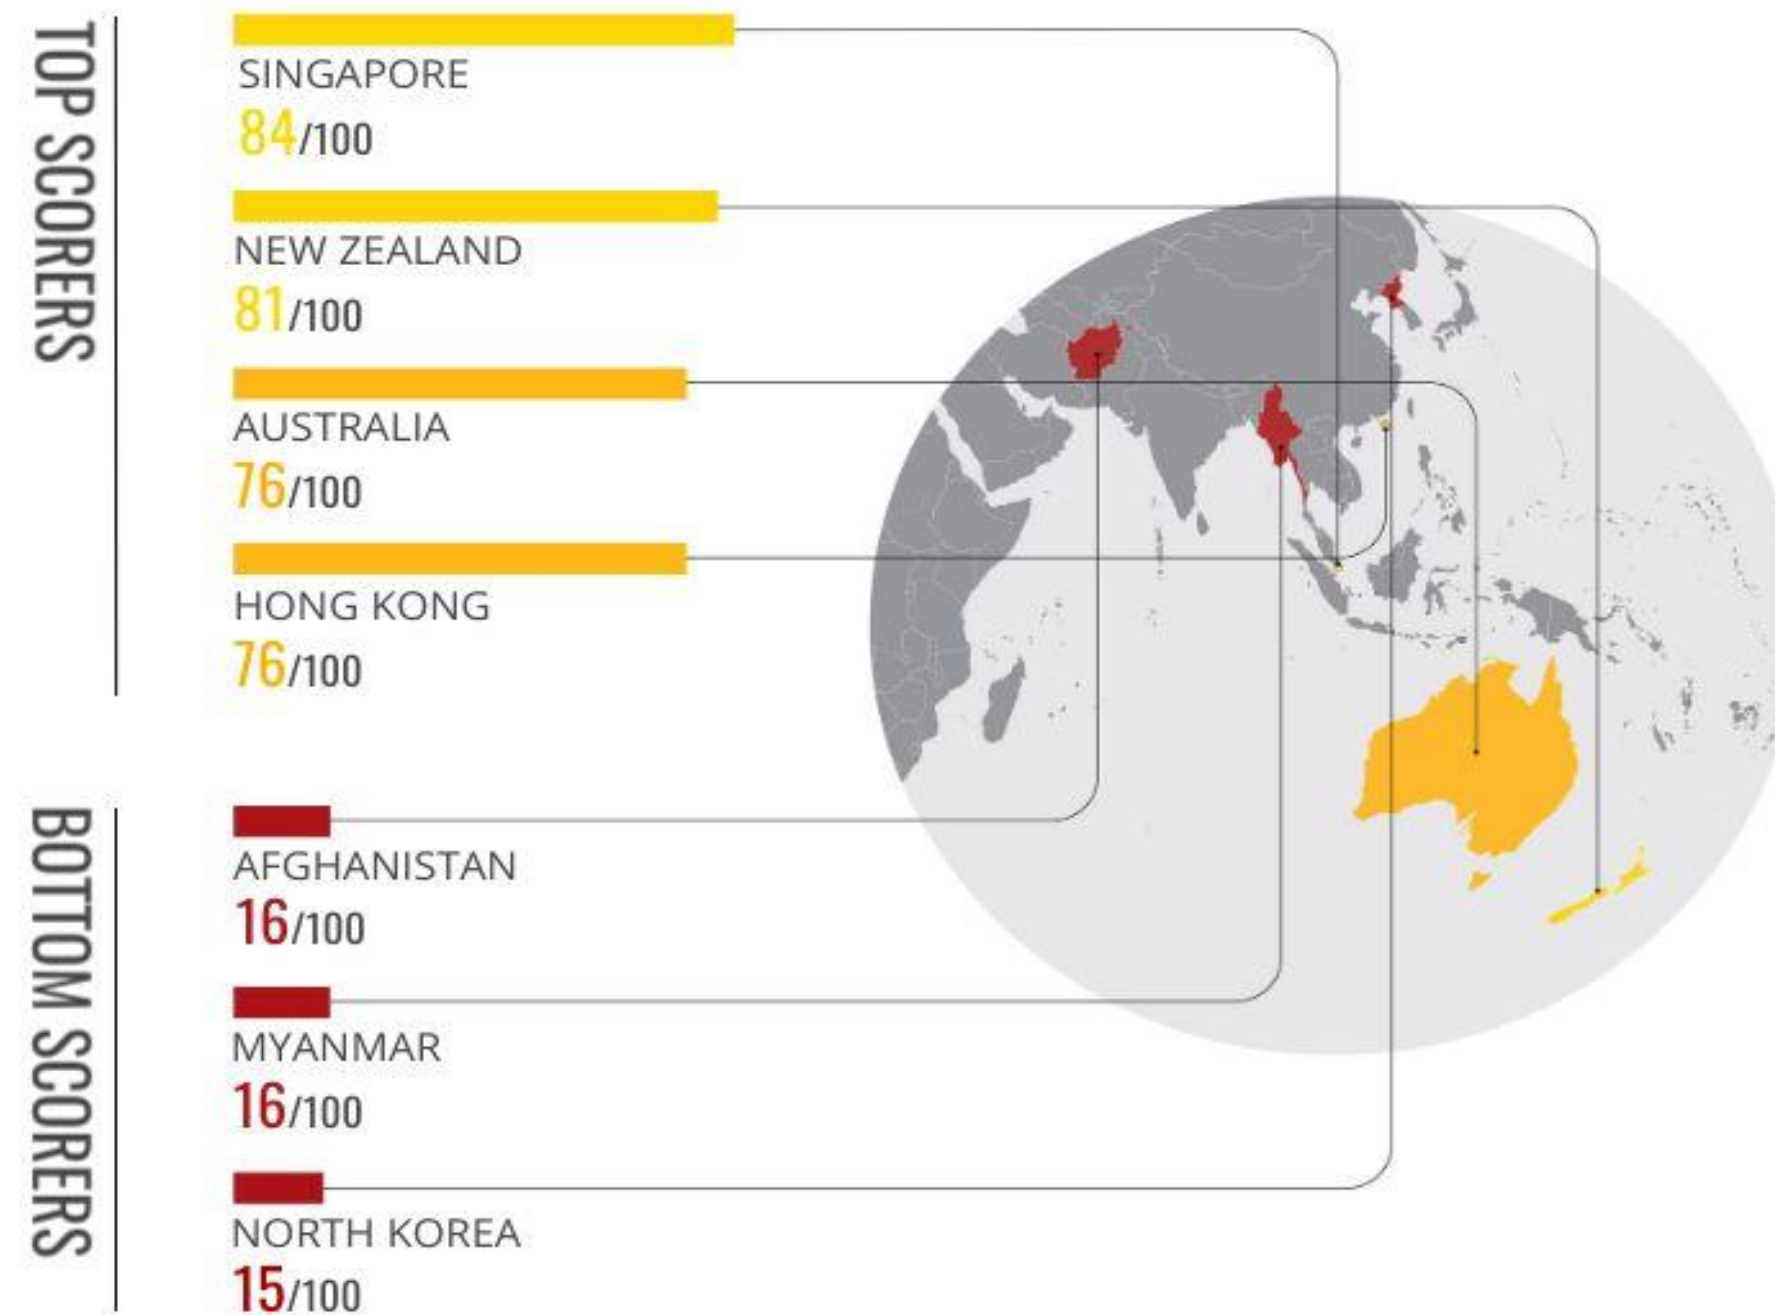 TOP SCORERS
SINGAPORE
84/100
NEW ZEALAND
81/100
AUSTRALIA
76/100
HONG KONG
76/100
BOTTOM SCORERS
AFGHANISTAN
16/100
MYANMAR
16/100
NORTH KOREA
15/100